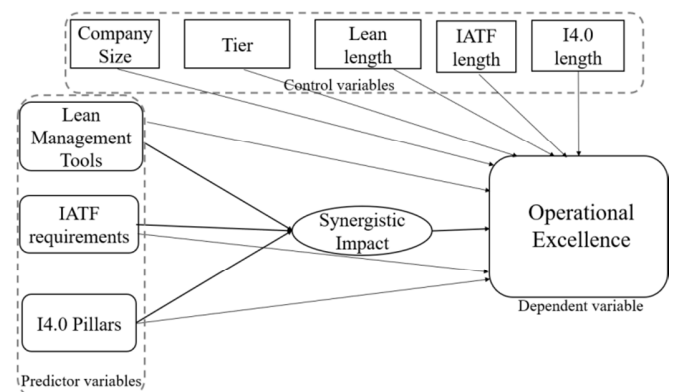 Company
Size
Tier
Lean
length
IATF
length
I4.0
length
Control variables
Lean
Management
Tools
IATF
requirements
I4.0 Pillars
Predictor variables
Synergistic
Impact
Operational
Excellence
Dependent variable